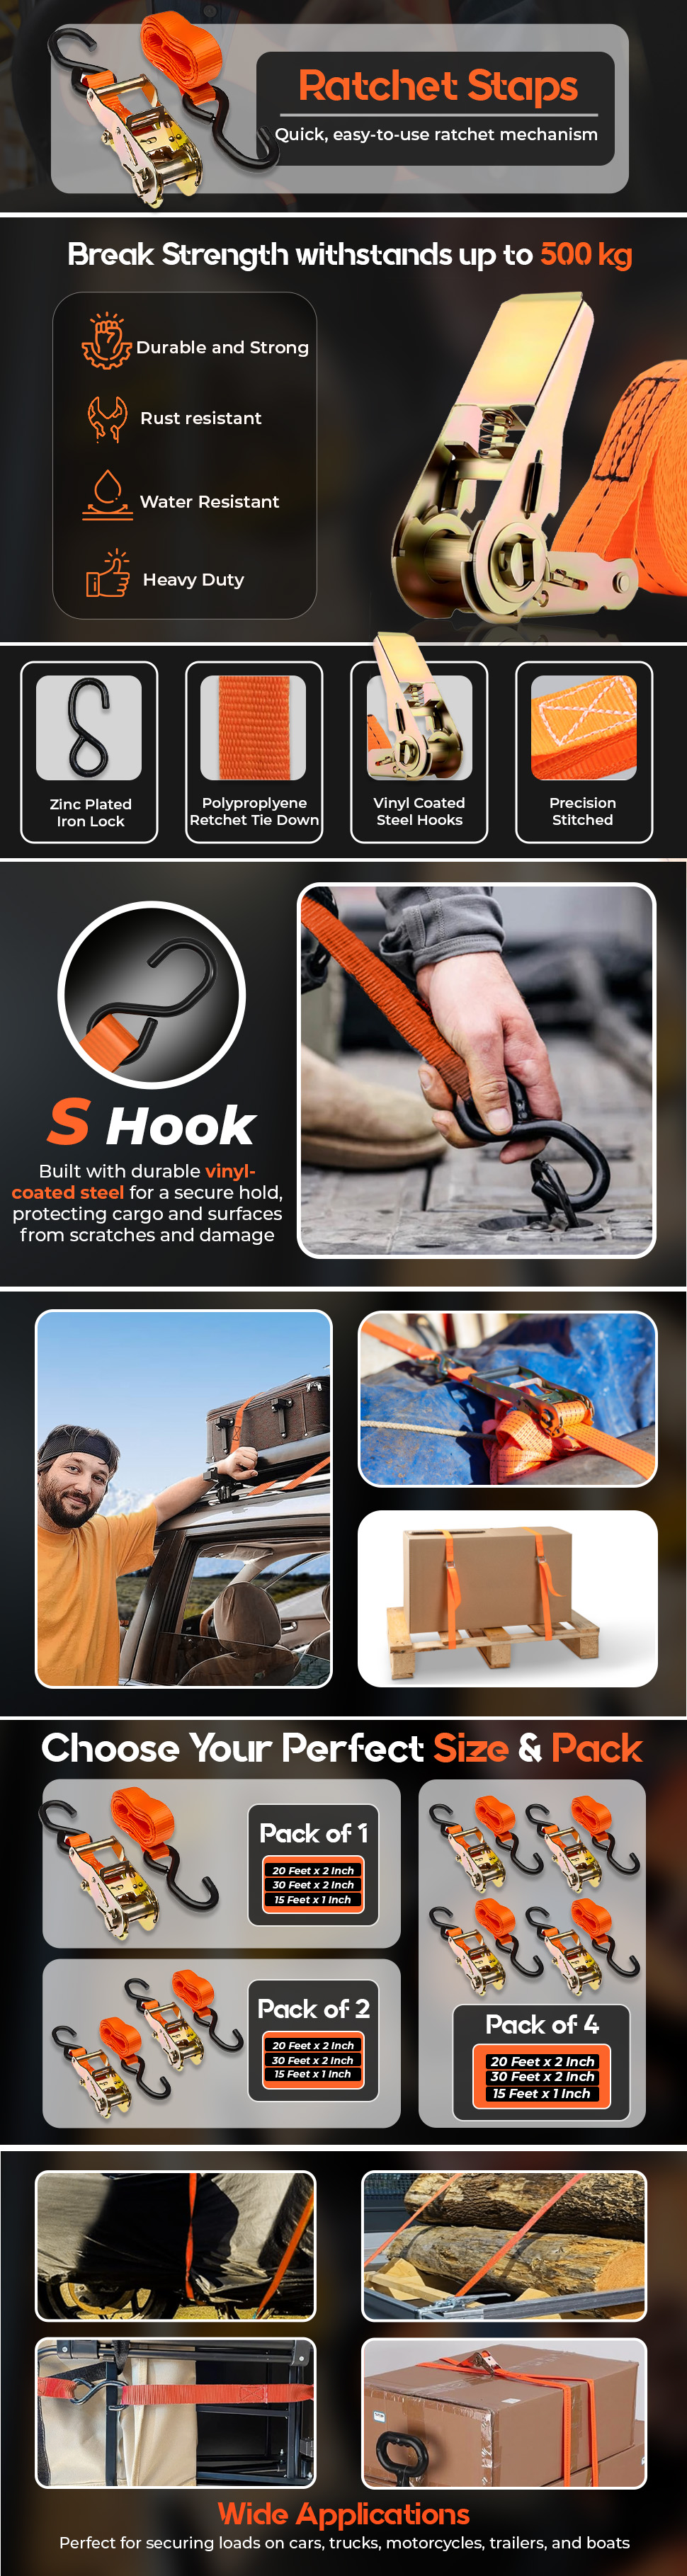 Ratchet Staps
Quick, easy-to-use ratchet mechanism
Break Strength withstands up to 500 kg
Durable and Strong
Rust resistant
Water Resistant
Heavy Duty
Zinc Plated
Iron Lock
Polyproplyene
Retchet Tie Down
Vinyl Coated
Steel Hooks
Precision
Stitched
S Hook
Built with durable vinyl-
coated steel for a secure hold,
protecting cargo and surfaces
from scratches and damage
Choose Your Perfect Size & Pack
Pack of 1
20 Feet x 2 Inch
30 Feet x 2 Inch
15 Feet x 1 Inch
Pack of 2
20 Feet x 2 Inch
30 Feet x 2 Inch
15 Feet x 1 Inch
Pack of 4
20 Feet x 2 Inch
30 Feet x 2 Inch
15 Feet x 1 Inch
Wide Applications
Perfect for securing loads on cars, trucks, motorcycles, trailers, and boats